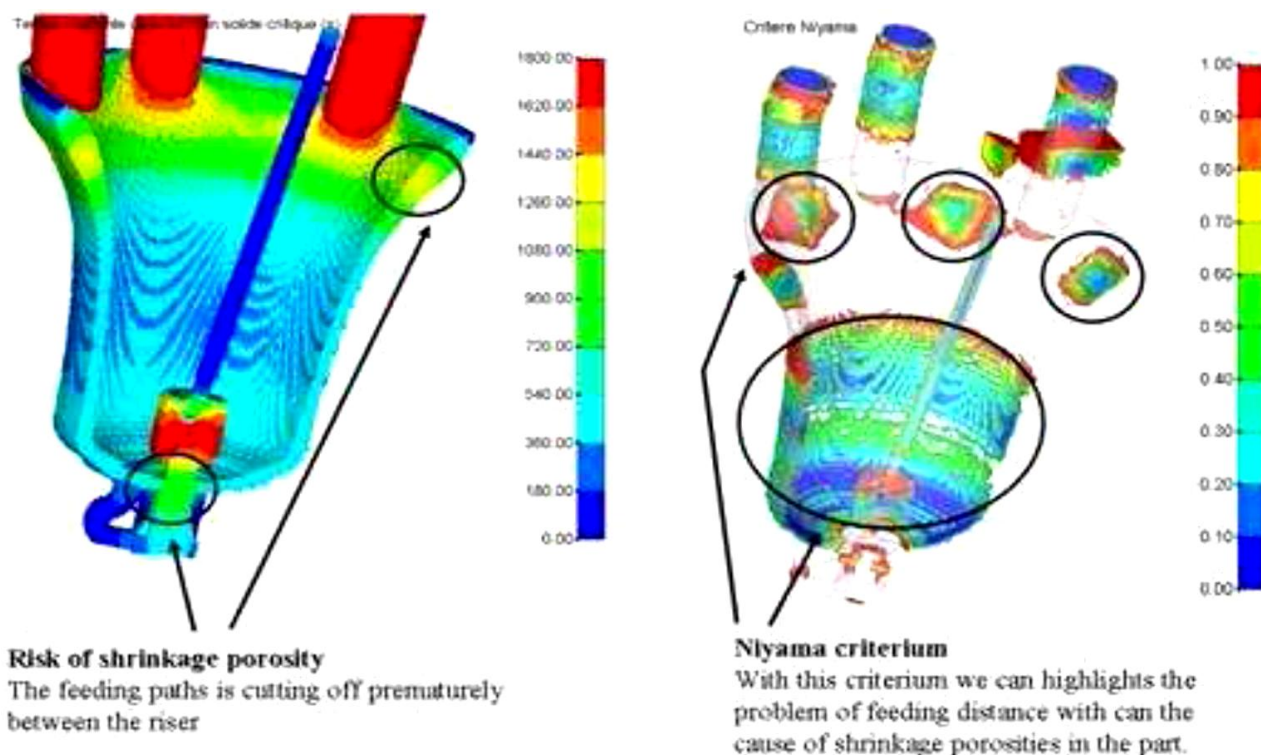 solide critique (s)
Critere Niyama
1800.00
1620.00
1440.00
1260.00
1080.00
900.00
720.00
540.00
360.00
180.00
0.00
1.00
0.90
0.80
0.70
0.60
0.50
0.40
0.30
0.20
0.10
0.00
Risk of shrinkage porosity
The feeding paths is cutting off prematurely
between the riser
Niyama criterium
With this criterium we can highlights the
problem of feeding distance with can the
cause of shrinkage porosities in the part.